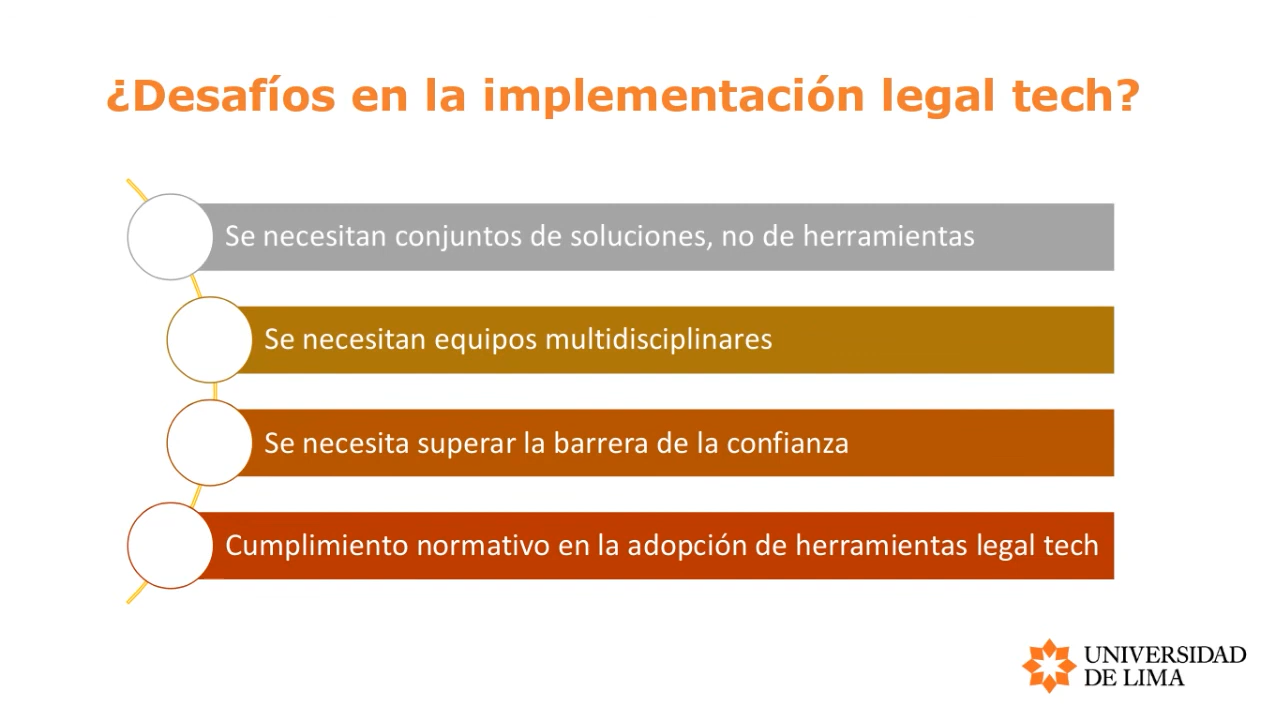 ¿Desafíos en la implementación legal tech?
Se necesitan conjuntos de soluciones, no de herramientas
Se necesitan equipos multidisciplinares
Se necesita superar la barrera de la confianza
Cumplimiento normativo en la adopción de herramientas legal tech
UNIVERSIDAD
DE LIMA